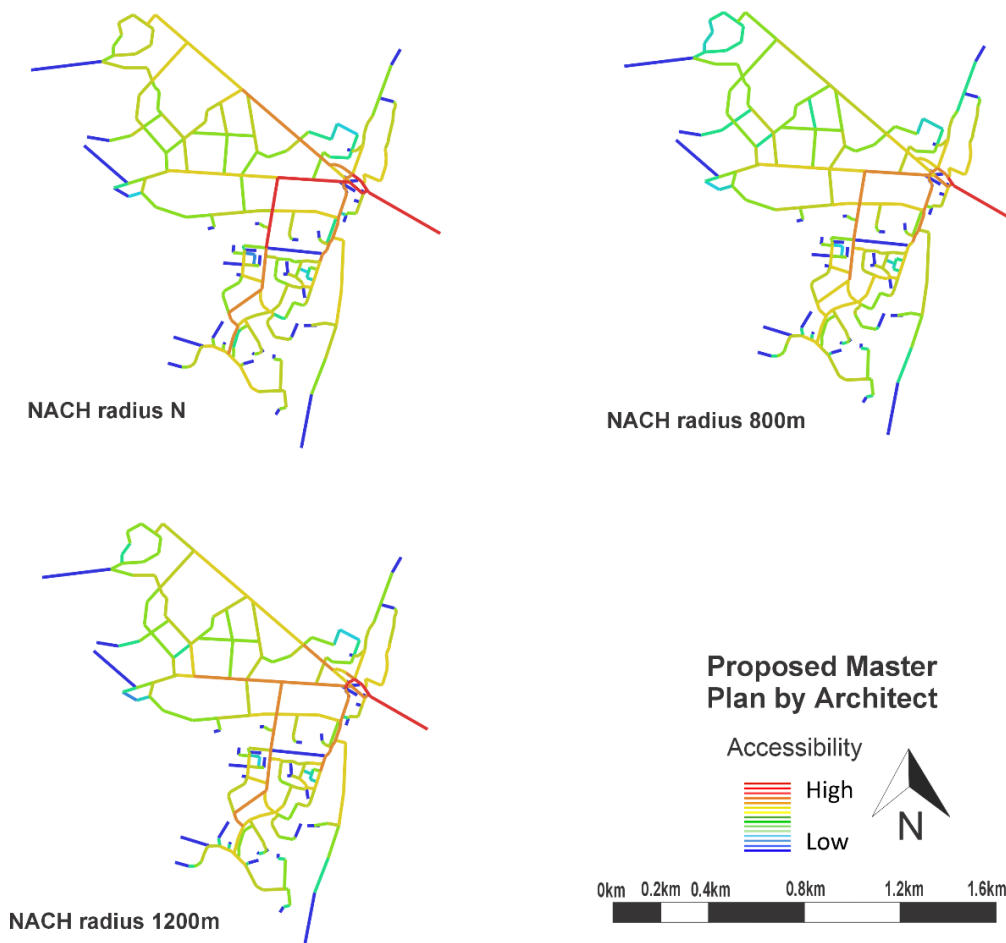 NACH radius N
NACH radius 800m
NACH radius 1200m
Proposed Master
Plan by Architect
Accessibility
High
Low
N
0km 0.2km 0.4km 0.8km 1.2km 1.6km